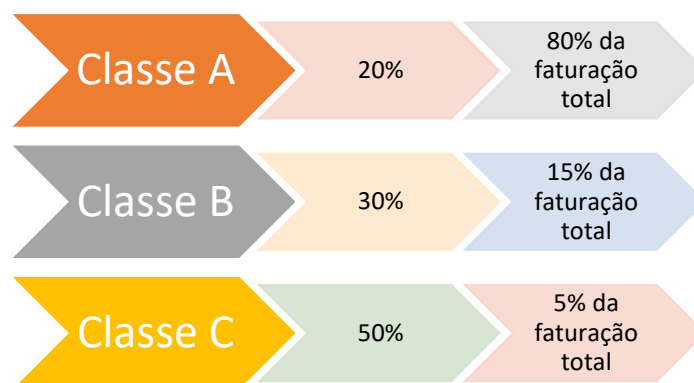 Classe A
20%
80% da
faturação
total
Classe B
30%
15% da
faturação
total
Classe C
50%
5% da
faturação
total